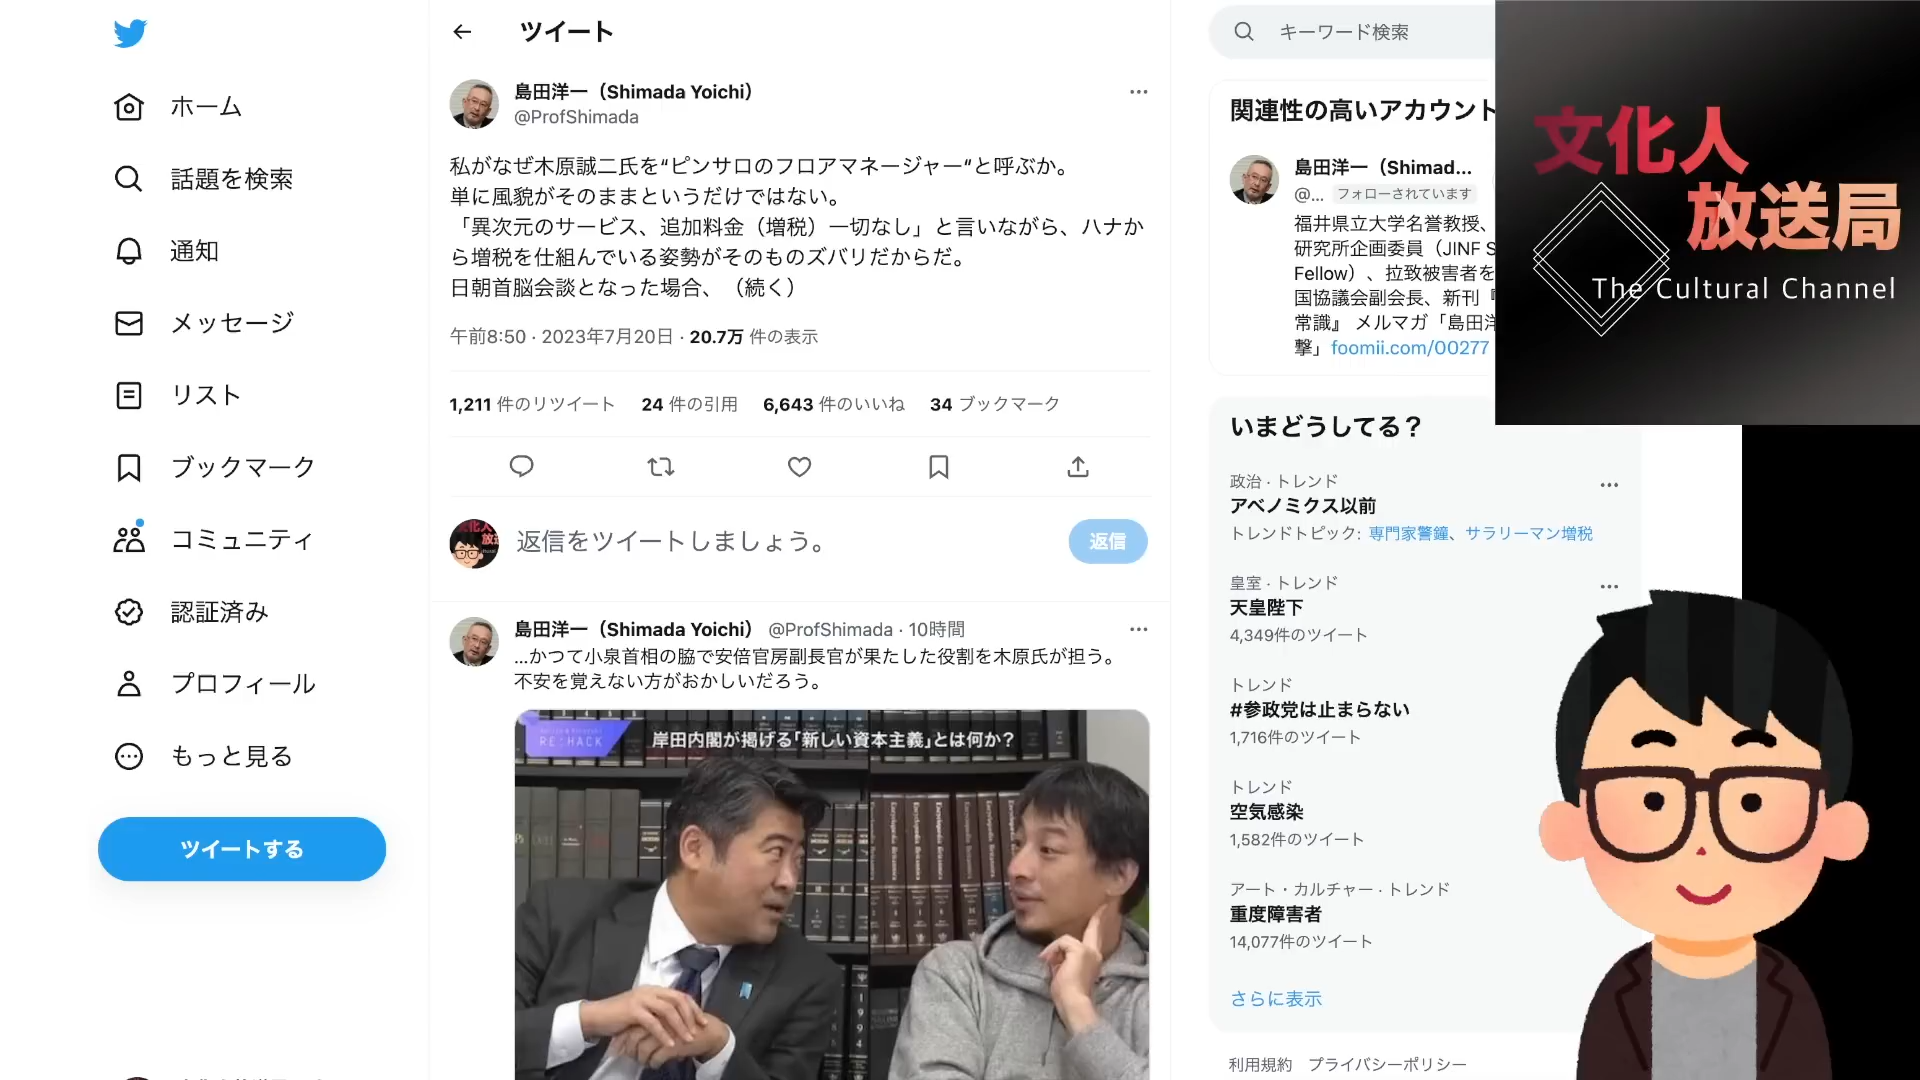 ホーム
話題を検索
通知
メッセージ
リスト
ブックマーク
コミュニティ
認証済み
プロフィール
もっと見る
ツイートする
ツイート
島田洋一（Shimada Yoichi）
@ProfShimada
私がなぜ木原誠二氏を“ピンサロのフロアマネージャー”と呼ぶか。
単に風貌がそのままというだけではない。
「異次元のサービス、追加料金（増税）一切なし」と言いながら、ハナか
ら増税を仕組んでいる姿勢がそのものズバリだからだ。
日朝首脳会談となった場合、（続く）
午前8:50 · 2023年7月20日 · 20.7万 件の表示
1,211 件のリツイート 24 件の引用 6,643 件のいいね 34 ブックマーク
返信をツイートしましょう。
返信
島田洋一（Shimada Yoichi） @ProfShimada · 10時間
...かつて小泉首相の脇で安倍官房副長官が果たした役割を木原氏が担う。
不安を覚えない方がおかしいだろう。
RE:HACK
岸田内閣が掲げる「新しい資本主義」とは何か？
キーワード検索
関連性の高いアカウント
島田洋一（Shimad...
@... フォローされています
福井県立大学名誉教授、
研究所企画委員（JINF S
Fellow）、拉致被害者を
国協議会副会長、新刊『
常識』 メルマガ「島田洋
撃」foomii.com/00277
いまどうしてる？
政治 · トレンド
アベノミクス以前
トレンドトピック: 専門家警鐘、サラリーマン増税
皇室 · トレンド
天皇陛下
4,349件のツイート
トレンド
#参政党は止まらない
1,716件のツイート
トレンド
空気感染
1,582件のツイート
アート・カルチャー · トレンド
重度障害者
14,077件のツイート
さらに表示
利用規約 プライバシーポリシー
文化人
放送局
The Cultural Channel